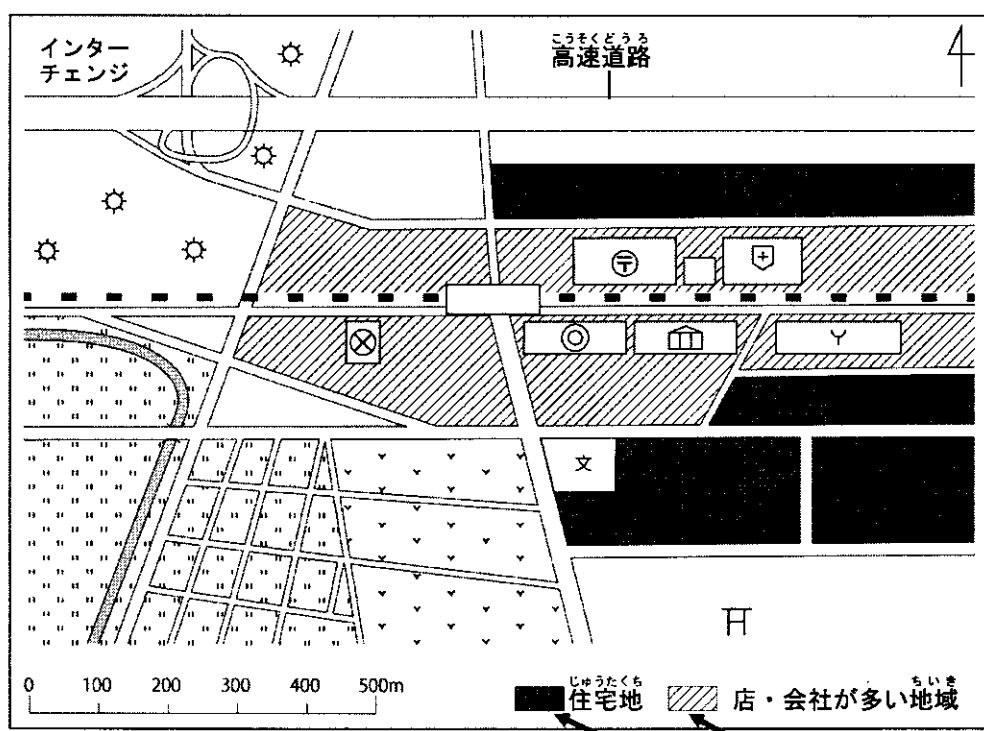 インター
チェンジ
こうそくどうろ
高速道路
文
0 100 200 300 400 500m
じゅうたくち
住宅地
ちいき
店・会社が多い地域